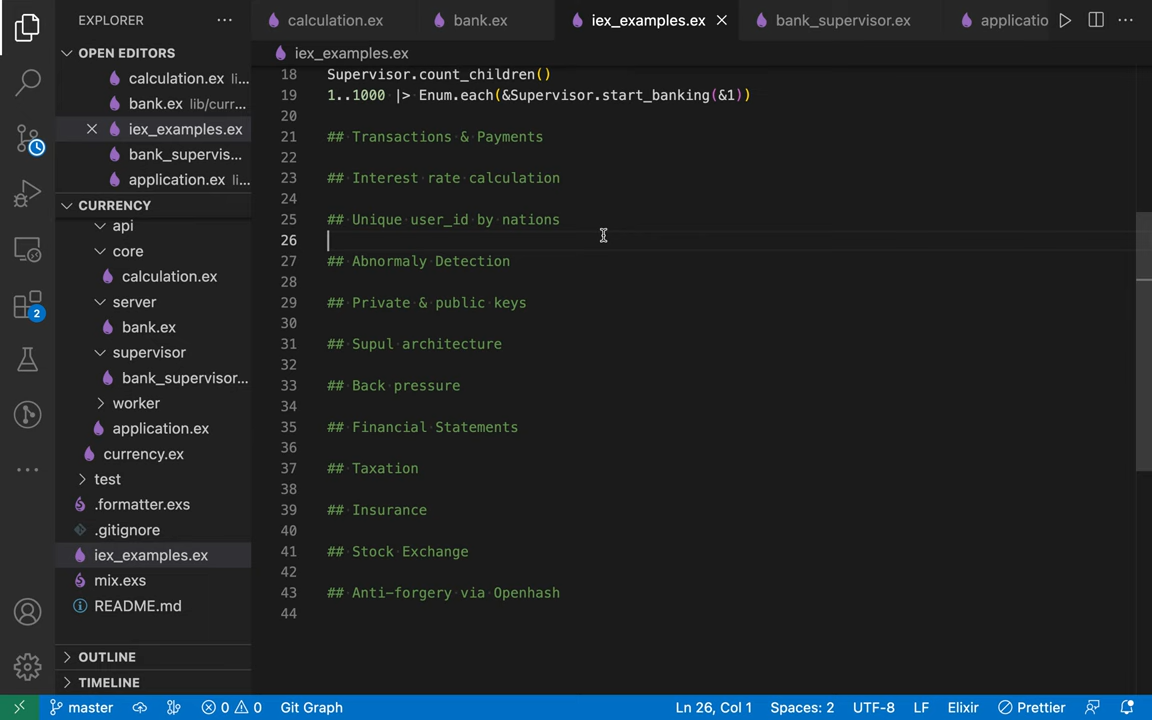 EXPLORER
calculation.ex
bank.ex
iex_examples.ex
bank_supervisor.ex
applicatio
OPEN EDITORS
calculation.ex li...
bank.ex lib/curr...
iex_examples.ex
bank_supervis...
application.ex li...
CURRENCY
api
core
calculation.ex
server
bank.ex
supervisor
bank_supervisor...
worker
application.ex
currency.ex
test
.formatter.exs
.gitignore
iex_examples.ex
mix.exs
README.md
OUTLINE
TIMELINE
2
iex_examples.ex
18 Supervisor.count_children()
19 1..1000 |> Enum.each(&Supervisor.start_banking(&1))
20
21 ## Transactions & Payments
22
23 ## Interest rate calculation
24
25 ## Unique user_id by nations
26
27 ## Abnormaly Detection
28
29 ## Private & public keys
30
31 ## Supul architecture
32
33 ## Back pressure
34
35 ## Financial Statements
36
37 ## Taxation
38
39 ## Insurance
40
41 ## Stock Exchange
42
43 ## Anti-forgery via Openhash
44
master 0 0 Git Graph Ln 26, Col 1 Spaces: 2 UTF-8 LF Elixir Prettier